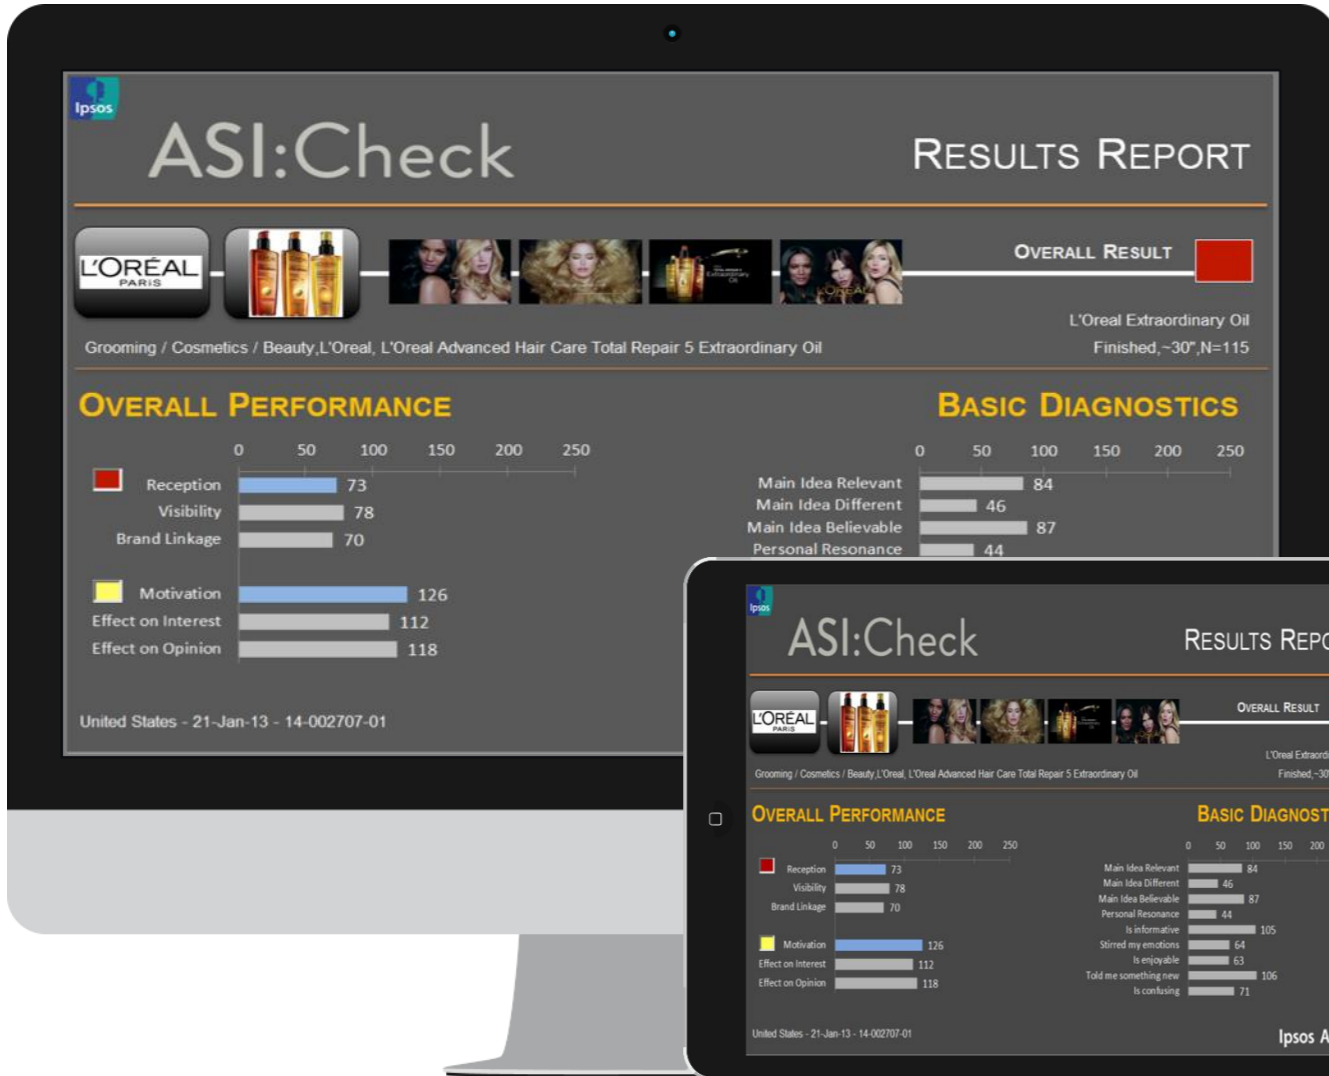 Ipsos
ASI:Check
RESULTS REPORT
L'ORÉAL
PARIS
OVERALL RESULT
L'Oreal Extraordinary Oil
Grooming / Cosmetics / Beauty,L'Oreal, L'Oreal Advanced Hair Care Total Repair 5 Extraordinary Oil
Finished,~30",N=115
OVERALL PERFORMANCE
0 50 100 150 200 250
Reception 73
Visibility 78
Brand Linkage 70
Motivation 126
Effect on Interest 112
Effect on Opinion 118
United States - 21-Jan-13 - 14-002707-01
BASIC DIAGNOSTICS
0 50 100 150 200 250
Main Idea Relevant 84
Main Idea Different 46
Main Idea Believable 87
Personal Resonance 44
Ipsos
ASI:Check
RESULTS REPO
L'ORÉAL
PARIS
OVERALL RESULT
L'Oreal Extraordi
Grooming / Cosmetics / Beauty,L'Oreal, L'Oreal Advanced Hair Care Total Repair 5 Extraordinary Oil
Finished,~30
OVERALL PERFORMANCE
0 50 100 150 200 250
Reception 73
Visibility 78
Brand Linkage 70
Motivation 126
Effect on Interest 112
Effect on Opinion 118
BASIC DIAGNOST
0 50 100 150 200
Main Idea Relevant 84
Main Idea Different 46
Main Idea Believable 87
Personal Resonance 44
Is informative 105
Stirred my emotions 64
Is enjoyable 63
Told me something new 106
Is confusing 71
United States - 21-Jan-13 - 14-002707-01
Ipsos A